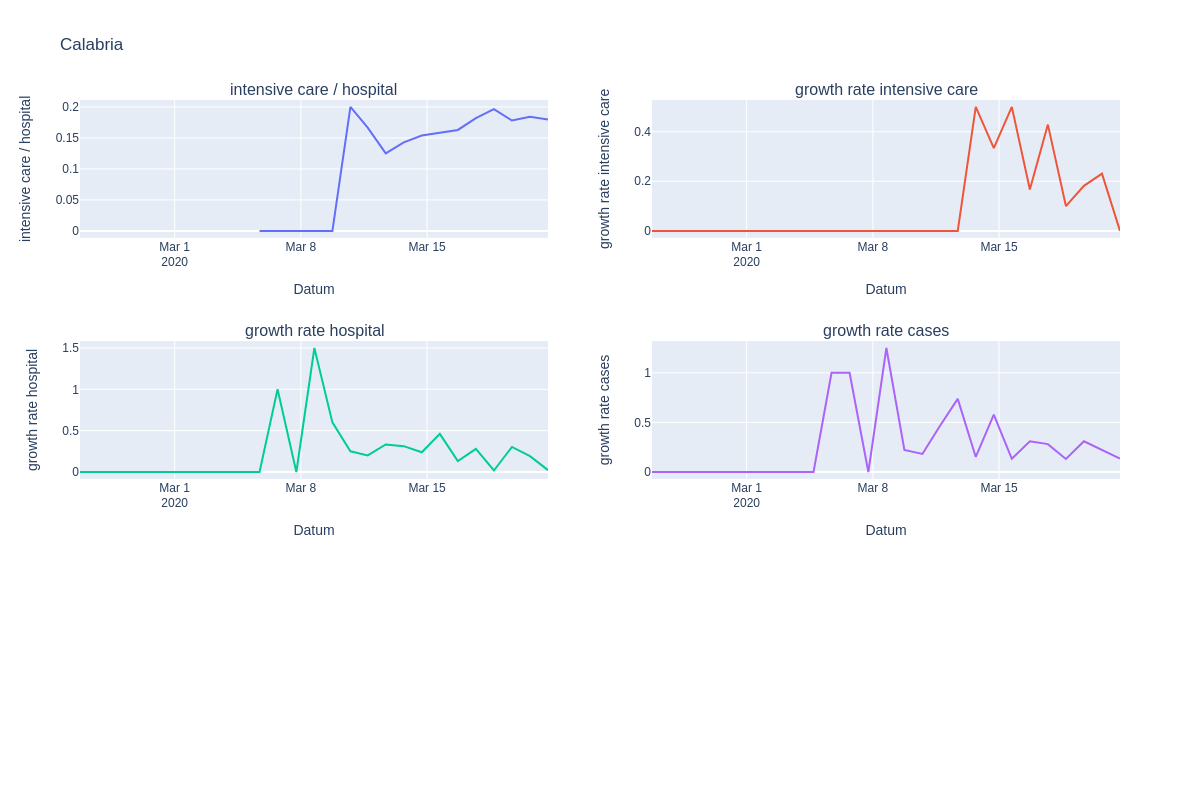 Calabria
intensive care / hospital
intensive care / hospital
0.2
0.15
0.1
0.05
0
Mar 1
2020
Mar 8
Mar 15
Datum
growth rate intensive care
growth rate intensive care
0.4
0.2
0
Mar 1
2020
Mar 8
Mar 15
Datum
growth rate hospital
growth rate hospital
1.5
1
0.5
0
Mar 1
2020
Mar 8
Mar 15
Datum
growth rate cases
growth rate cases
1
0.5
0
Mar 1
2020
Mar 8
Mar 15
Datum